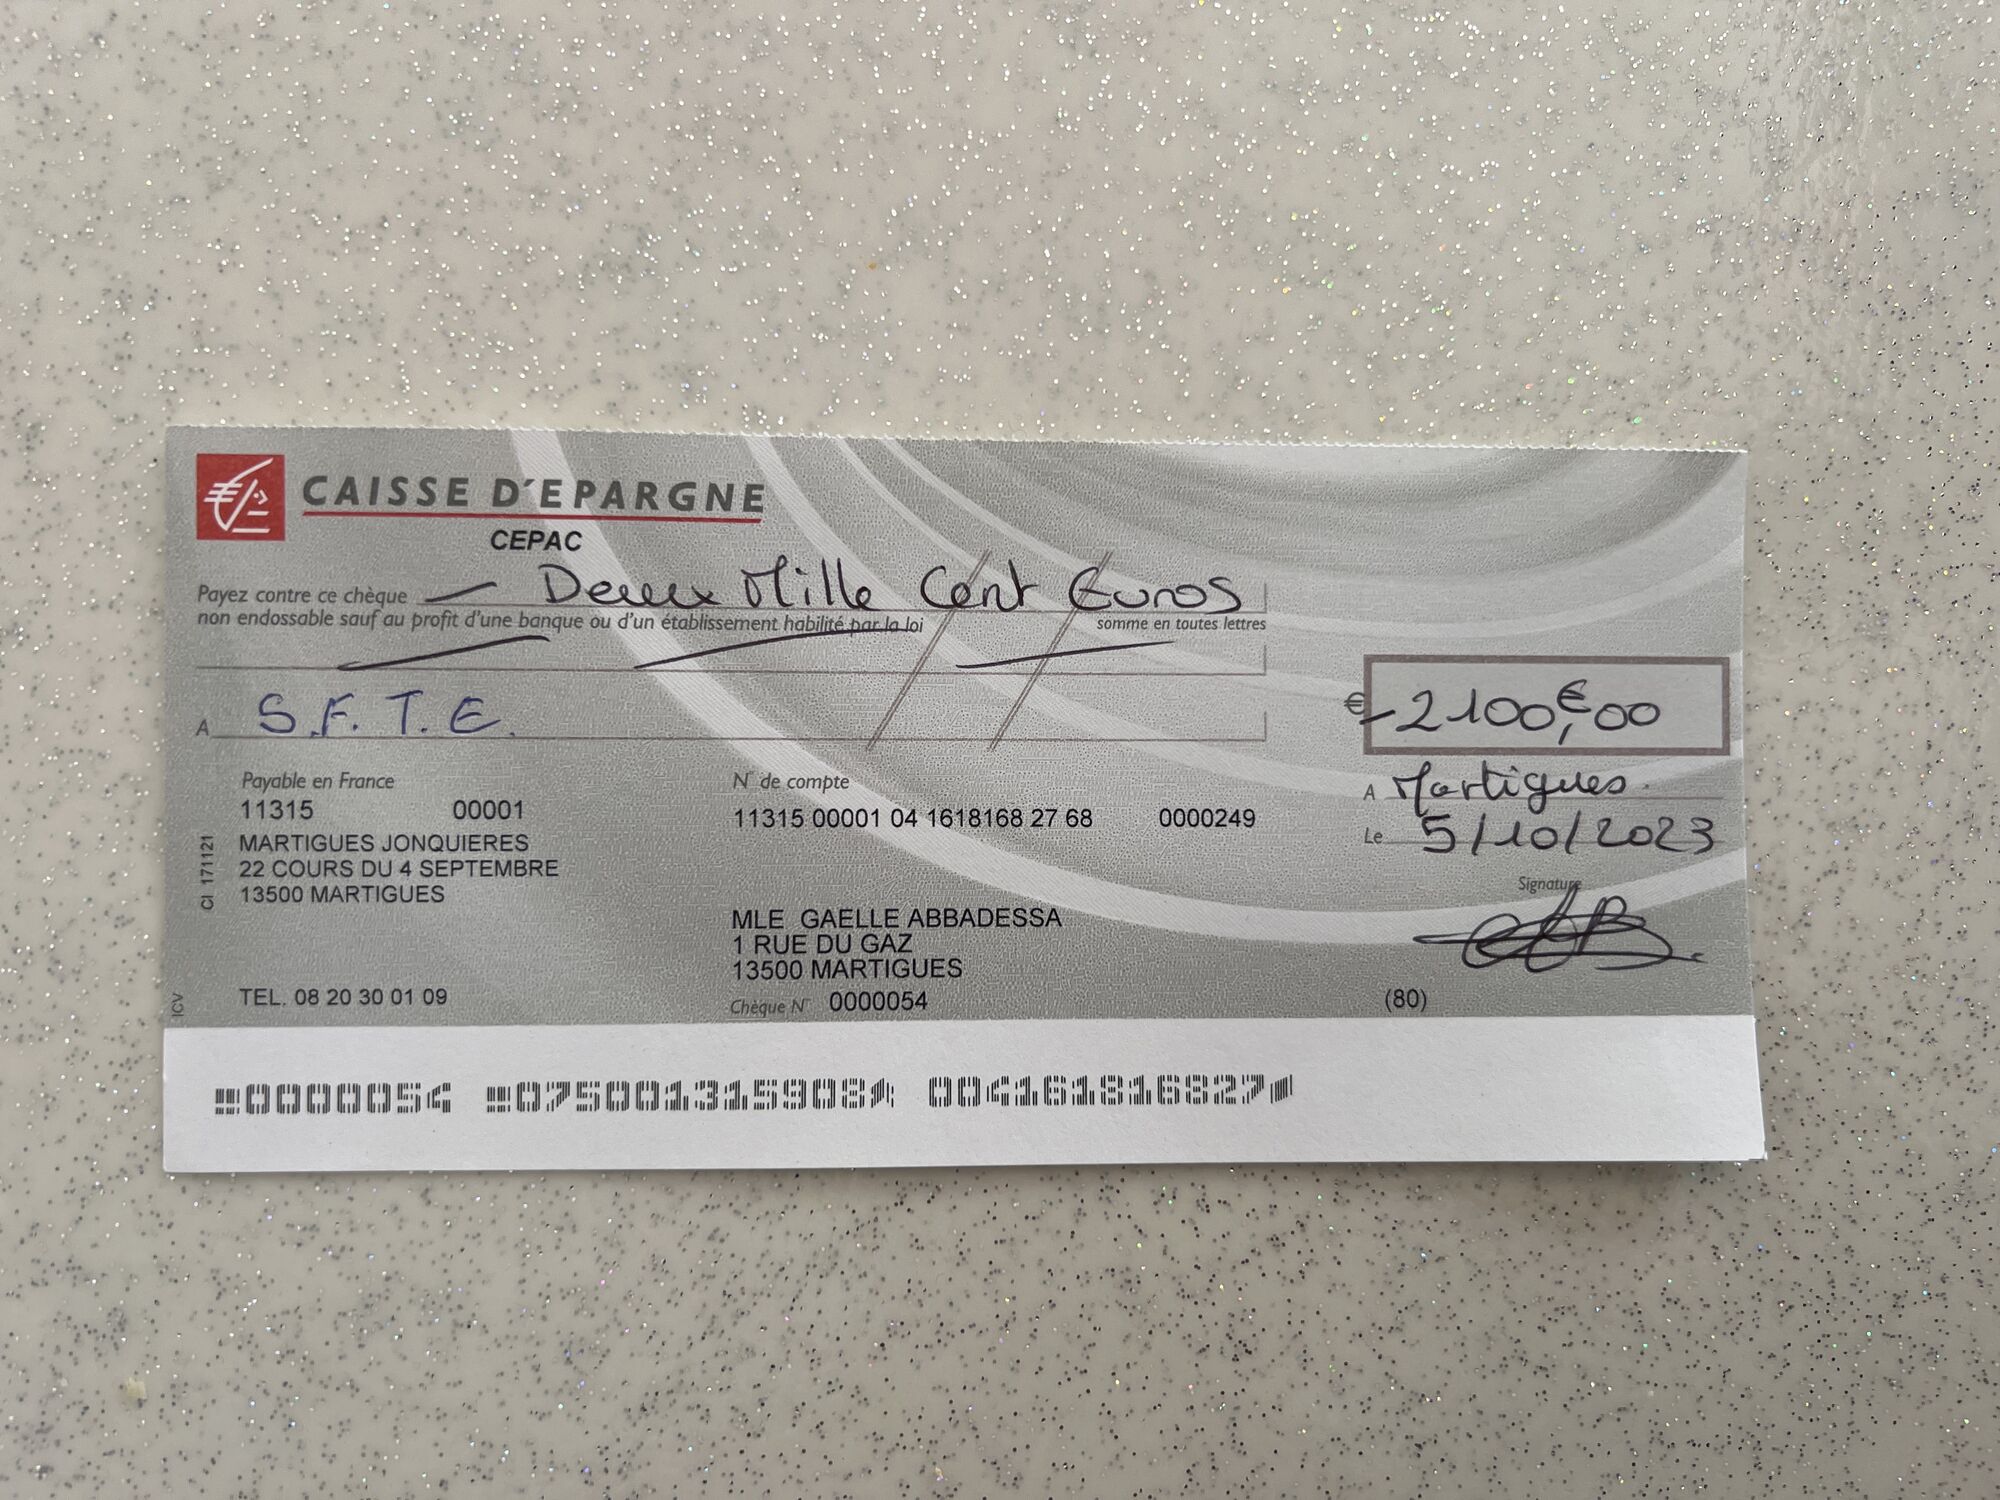 CAISSE D'EPARGNE
CEPAC
Payez contre ce chèque Deux Mille Cent Euros
non endossable sauf au profit d'une banque ou d'un établissement habilité par la loi somme en toutes lettres
A S.F.T.E.
€ 2100€,00
Payable en France
11315 00001
MARTIGUES JONQUIERES
22 COURS DU 4 SEPTEMBRE
13500 MARTIGUES
TEL. 08 20 30 01 09
CI 171121
ICV
N° de compte
11315 00001 04 1618168 27 68 0000249
MLE GAELLE ABBADESSA
1 RUE DU GAZ
13500 MARTIGUES
Chèque N° 0000054
A Martigues.
Le 5/10/2023
Signature
(80)
0000054 075001315908 004161816827